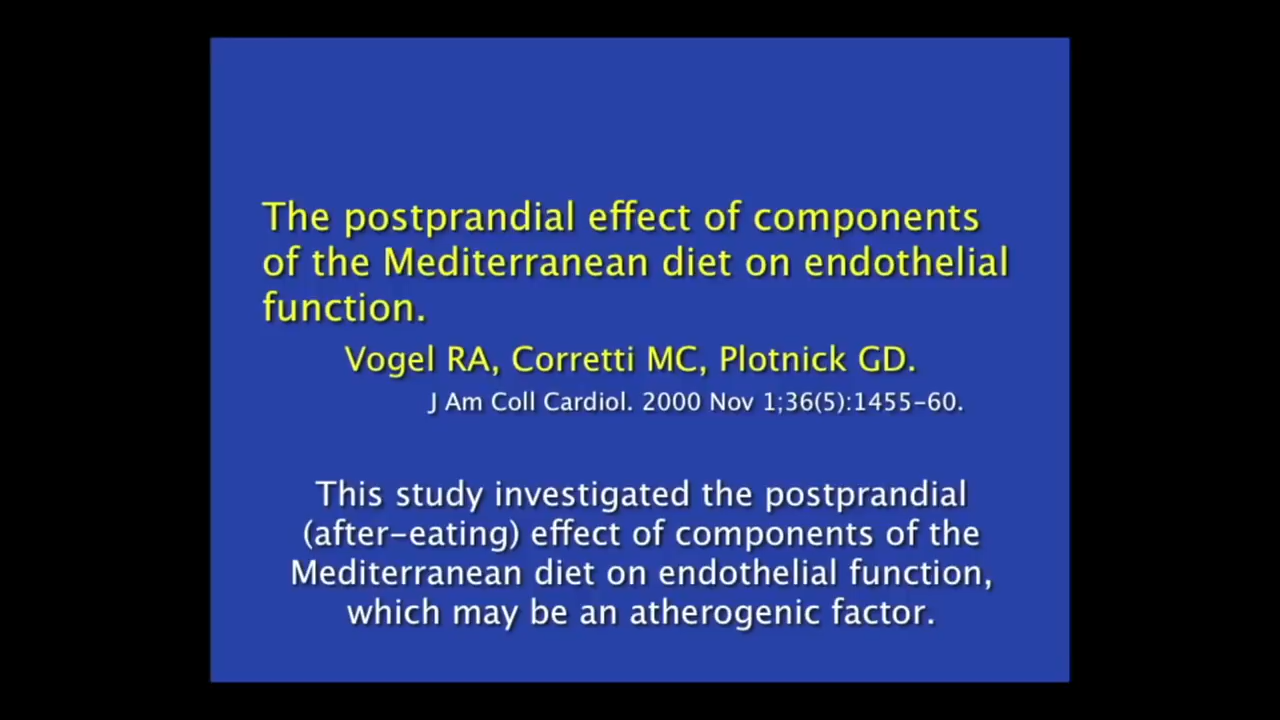 The postprandial effect of components
of the Mediterranean diet on endothelial
function.
Vogel RA, Corretti MC, Plotnick GD.
J Am Coll Cardiol. 2000 Nov 1;36(5):1455-60.
This study investigated the postprandial
(after-eating) effect of components of the
Mediterranean diet on endothelial function,
which may be an atherogenic factor.